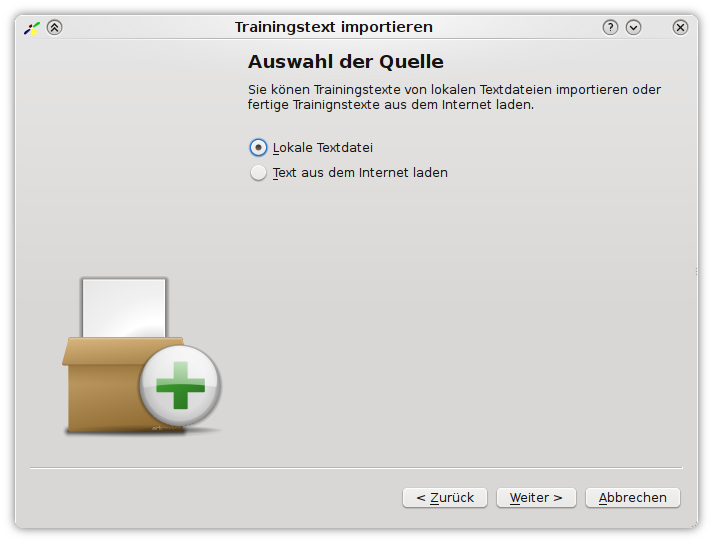 Trainingstext importieren
Auswahl der Quelle
Sie könen Trainingstexte von lokalen Textdateien importieren oder
fertige Trainignstexte aus dem Internet laden.
Lokale Textdatei
Text aus dem Internet laden
< Zurück Weiter > Abbrechen